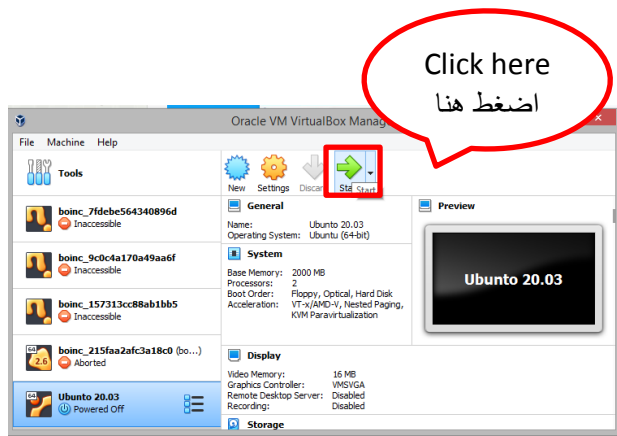 Click here
اضغط هنا
Oracle VM VirtualBox Manag
File Machine Help
Tools
New Settings Discar Sta Start
boinc_7fdebe564340896d
Inaccessible
boinc_9c0c4a170a49aa6f
Inaccessible
boinc_157313cc88ab1bb5
Inaccessible
64
2.6
boinc_215faa2afc3a18c0 (bo...)
Aborted
64
Ubunto 20.03
Powered Off
General
Name: Ubunto 20.03
Operating System: Ubuntu (64-bit)
System
Base Memory: 2000 MB
Processors: 2
Boot Order: Floppy, Optical, Hard Disk
Acceleration: VT-x/AMD-V, Nested Paging,
KVM Paravirtualization
Display
Video Memory: 16 MB
Graphics Controller: VMSVGA
Remote Desktop Server: Disabled
Recording: Disabled
Storage
Preview
Ubunto 20.03